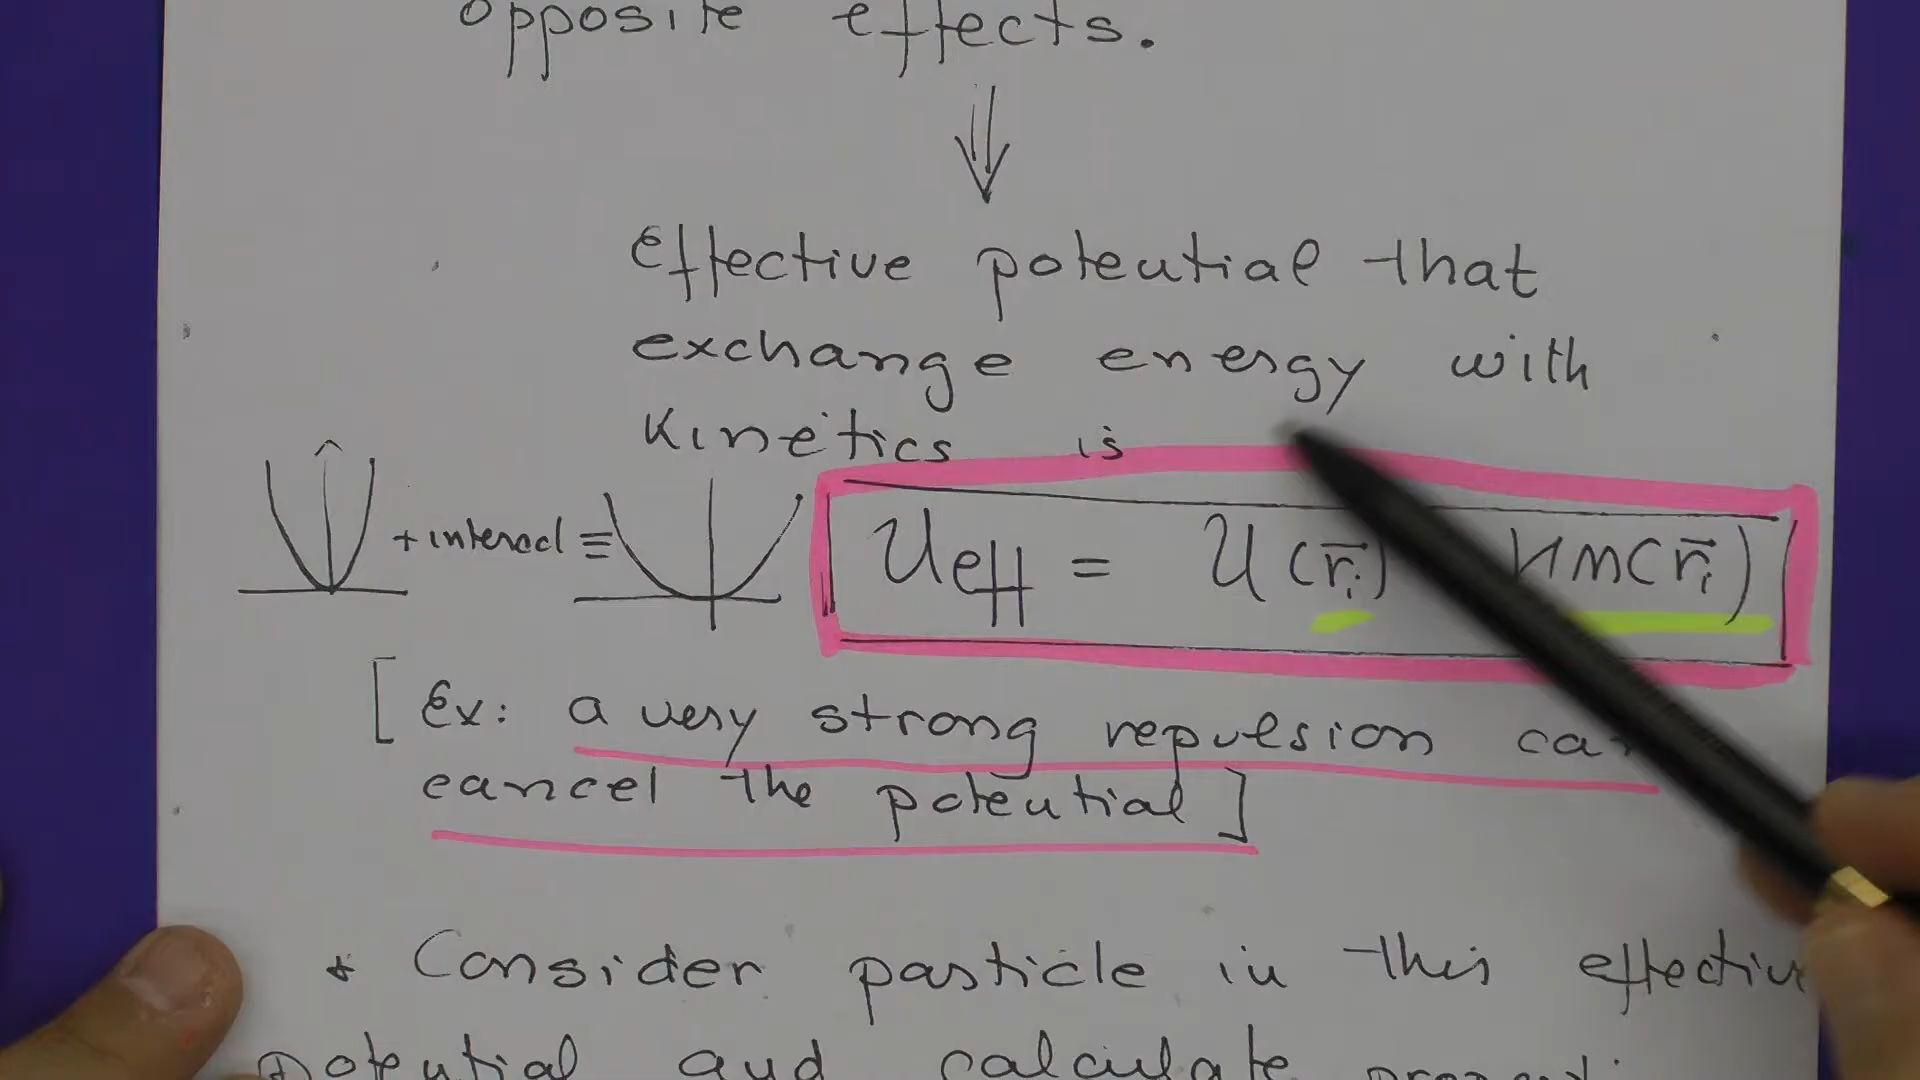 opposite effects.
effective potential that
exchange energy with
kinetics is
+ interact ≡
Ueff = U(r⃗ᵢ) m(r⃗ᵢ)
[Ex: a very strong repulsion
cancel the potential]
* Consider particle in this
potential and calculate